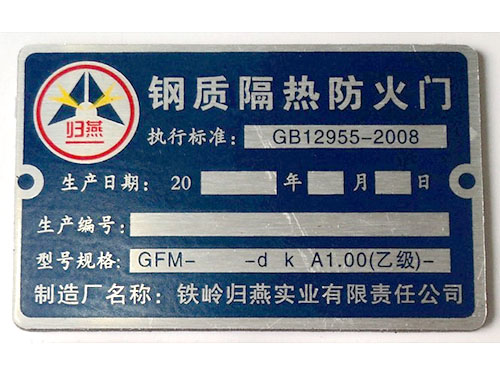 归燕
钢质隔热防火门
执行标准： GB12955-2008
生产日期： 20 年 月 日
生产编号：
型号规格： GFM- -d k A1.00(乙级)-
制造厂名称： 铁岭归燕实业有限责任公司